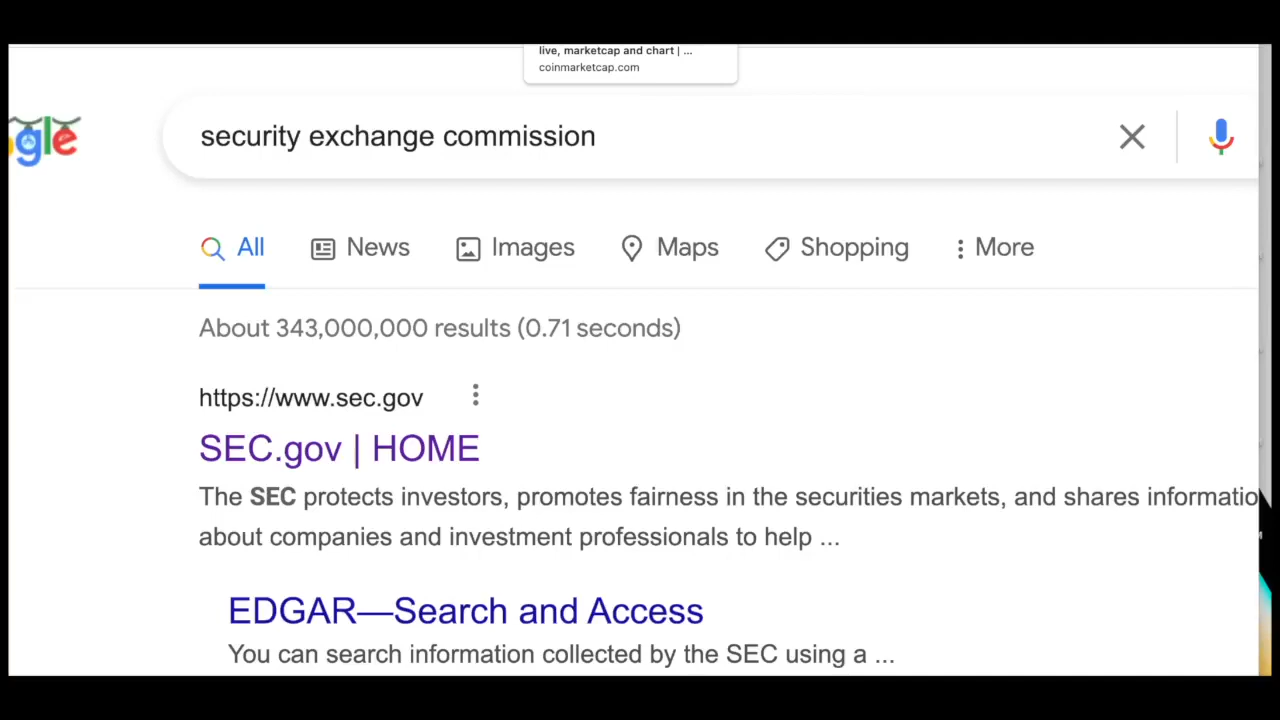 live, marketcap and chart | ...
coinmarketcap.com
gle
security exchange commission
All News Images Maps Shopping More
About 343,000,000 results (0.71 seconds)
https://www.sec.gov
SEC.gov | HOME
The SEC protects investors, promotes fairness in the securities markets, and shares informatio
about companies and investment professionals to help ...
EDGAR—Search and Access
You can search information collected by the SEC using a ...